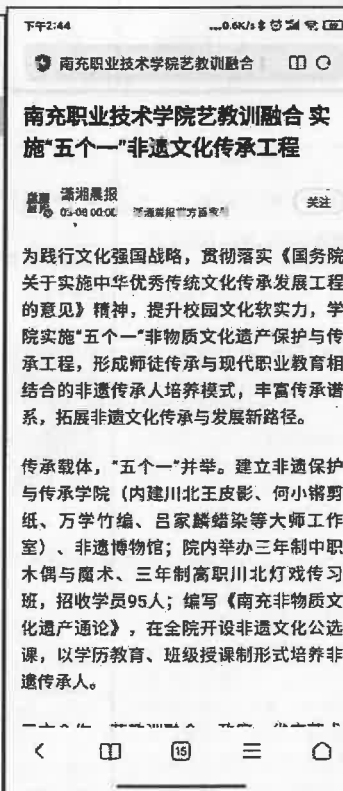 下午2:44
...0.6K/s
南充职业技术学院艺教训融合
南充职业技术学院艺教训融合 实
施“五个一”非遗文化传承工程
潇湘晨报
关注
为践行文化强国战略，贯彻落实《国务院
关于实施中华优秀传统文化传承发展工程
的意见》精神，提升校园文化软实力，学
院实施“五个一”非物质文化遗产保护与传
承工程，形成师徒传承与现代职业教育相
结合的非遗传承人培养模式，丰富传承谱
系，拓展非遗文化传承与发展新路径。
传承载体，“五个一”并举。建立非遗保护
与传承学院（内建川北王皮影、何小锵剪
纸、万学竹编、吕家麟蜡染等大师工作
室）、非遗博物馆；院内举办三年制中职
木偶与魔术、三年制高职川北灯戏传习
班，招收学员95人；编写《南充非物质文
化遗产通论》，在全院开设非遗文化公选
课，以学历教育、班级授课制形式培养非
遗传承人。
15